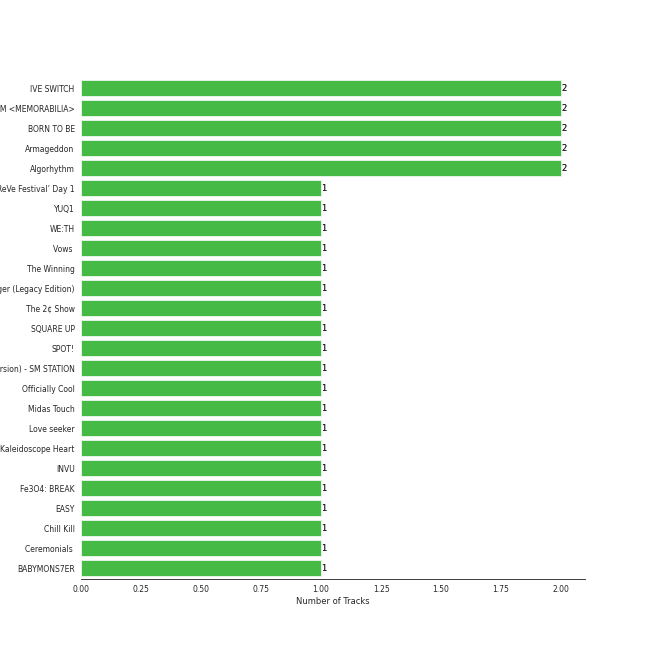 IVE SWITCH 2
M <MEMORABILIA> 2
BORN TO BE 2
Armageddon 2
Algorhythm 2
ReVe Festival' Day 1 1
YUQ1 1
WE:TH 1
Vows 1
The Winning 1
ger (Legacy Edition) 1
The 2¢ Show 1
SQUARE UP 1
SPOT! 1
rsion) - SM STATION 1
Officially Cool 1
Midas Touch 1
Love seeker 1
Kaleidoscope Heart 1
INVU 1
Fe3O4: BREAK 1
EASY 1
Chill Kill 1
Ceremonials 1
BABYMONS7ER 1
0.00 0.25 0.50 0.75 1.00 1.25 1.50 1.75 2.00
Number of Tracks